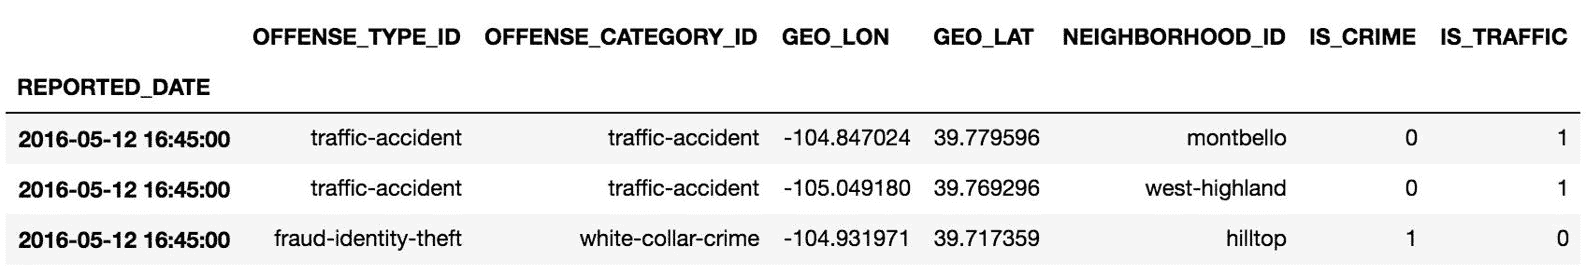 OFFENSE_TYPE_ID OFFENSE_CATEGORY_ID GEO_LON GEO_LAT NEIGHBORHOOD_ID IS_CRIME IS_TRAFFIC
REPORTED_DATE
2016-05-12 16:45:00 traffic-accident traffic-accident -104.847024 39.779596 montbello 0 1
2016-05-12 16:45:00 traffic-accident traffic-accident -105.049180 39.769296 west-highland 0 1
2016-05-12 16:45:00 fraud-identity-theft white-collar-crime -104.931971 39.717359 hilltop 1 0